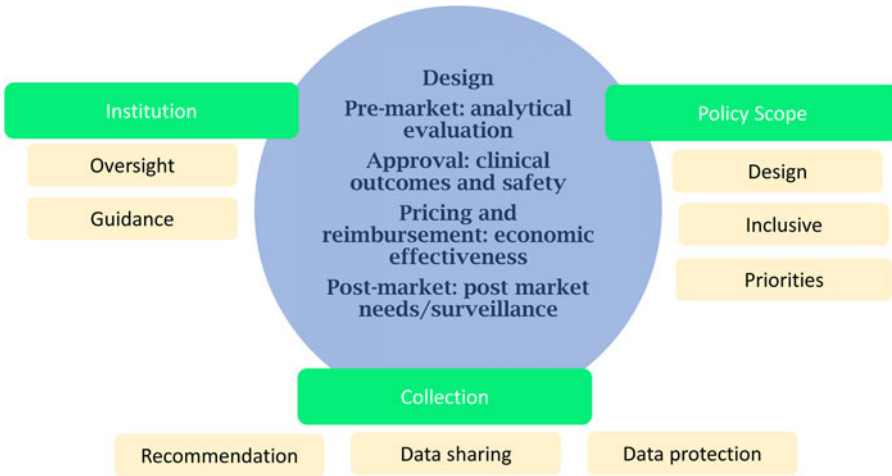 Design
Pre-market: analytical
evaluation
Approval: clinical
outcomes and safety
Pricing and
reimbursement: economic
effectiveness
Post-market: post market
needs/surveillance
Institution
Oversight
Guidance
Policy Scope
Design
Inclusive
Priorities
Collection
Recommendation
Data sharing
Data protection